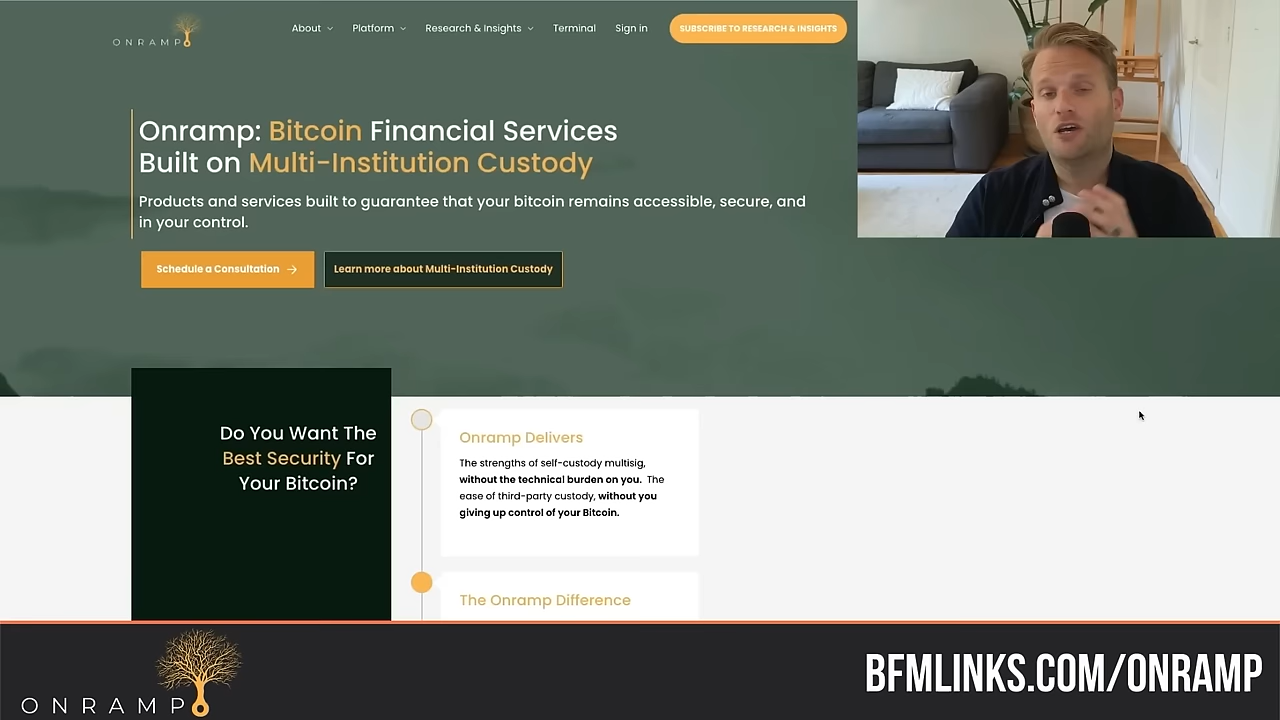 ONRAMP
About
Platform
Research & Insights
Terminal
Sign in
SUBSCRIBE TO RESEARCH & INSIGHTS
Onramp: Bitcoin Financial Services
Built on Multi-Institution Custody
Products and services built to guarantee that your bitcoin remains accessible, secure, and
in your control.
Schedule a Consultation
Learn more about Multi-Institution Custody
Do You Want The
Best Security For
Your Bitcoin?
Onramp Delivers
The strengths of self-custody multisig,
without the technical burden on you. The
ease of third-party custody, without you
giving up control of your Bitcoin.
The Onramp Difference
ONRAMP
BFMLINKS.COM/ONRAMP